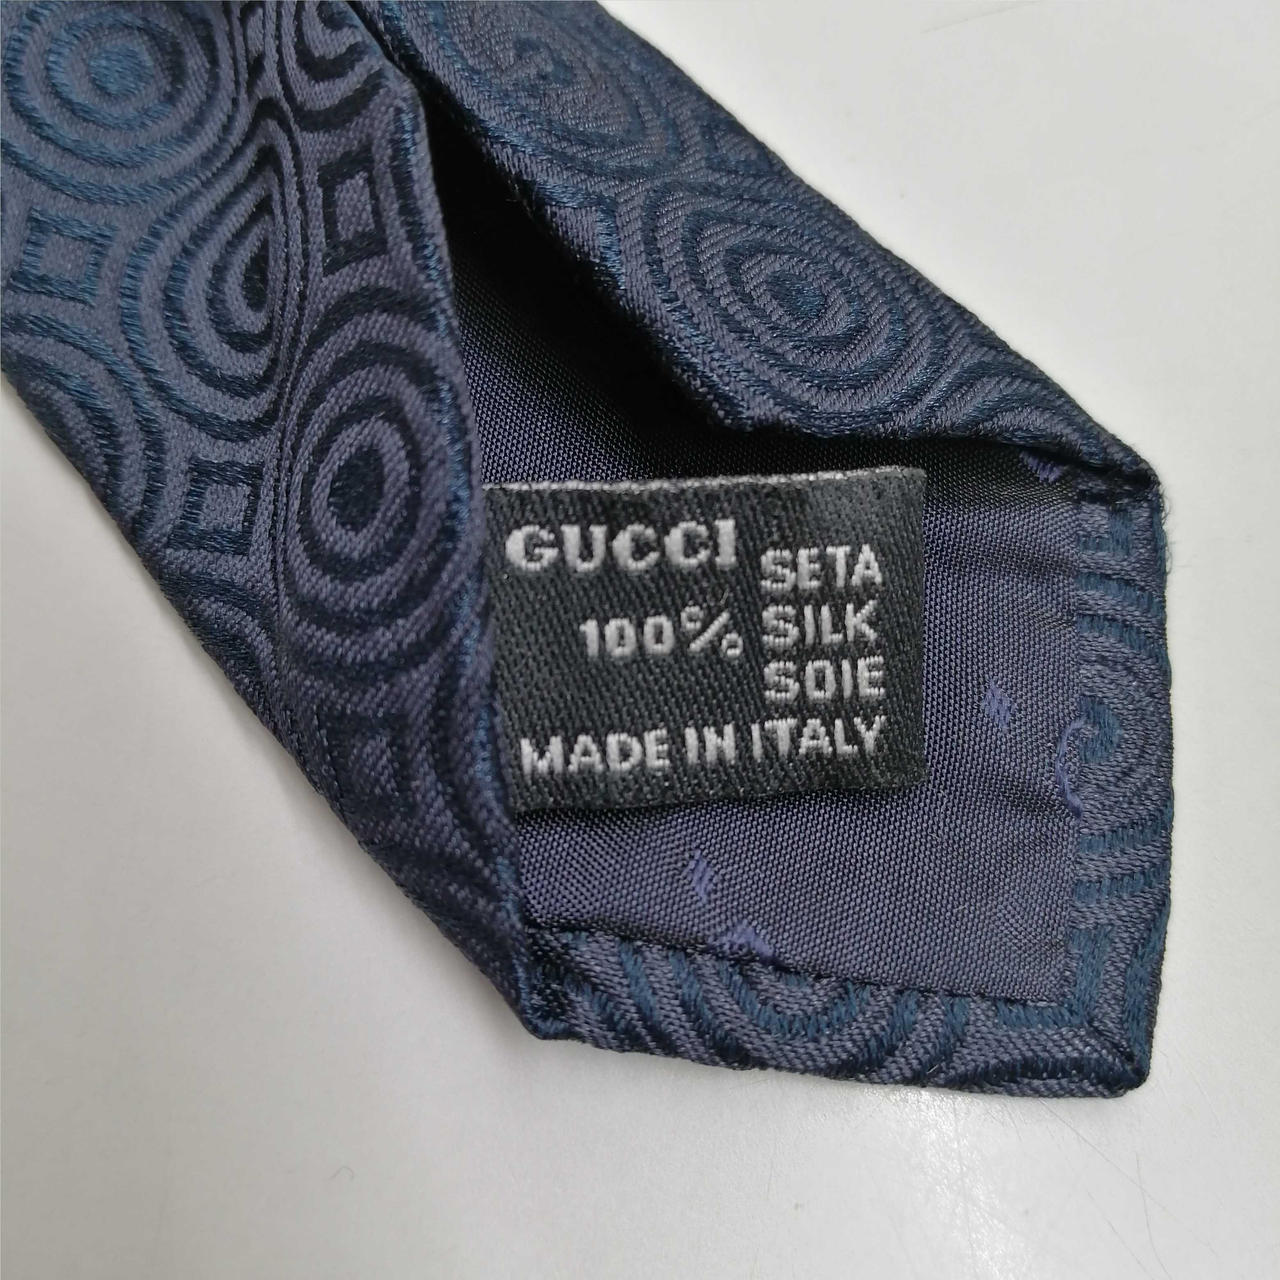 GUCCI
SETA
100% SILK
SOIE
MADE IN ITALY